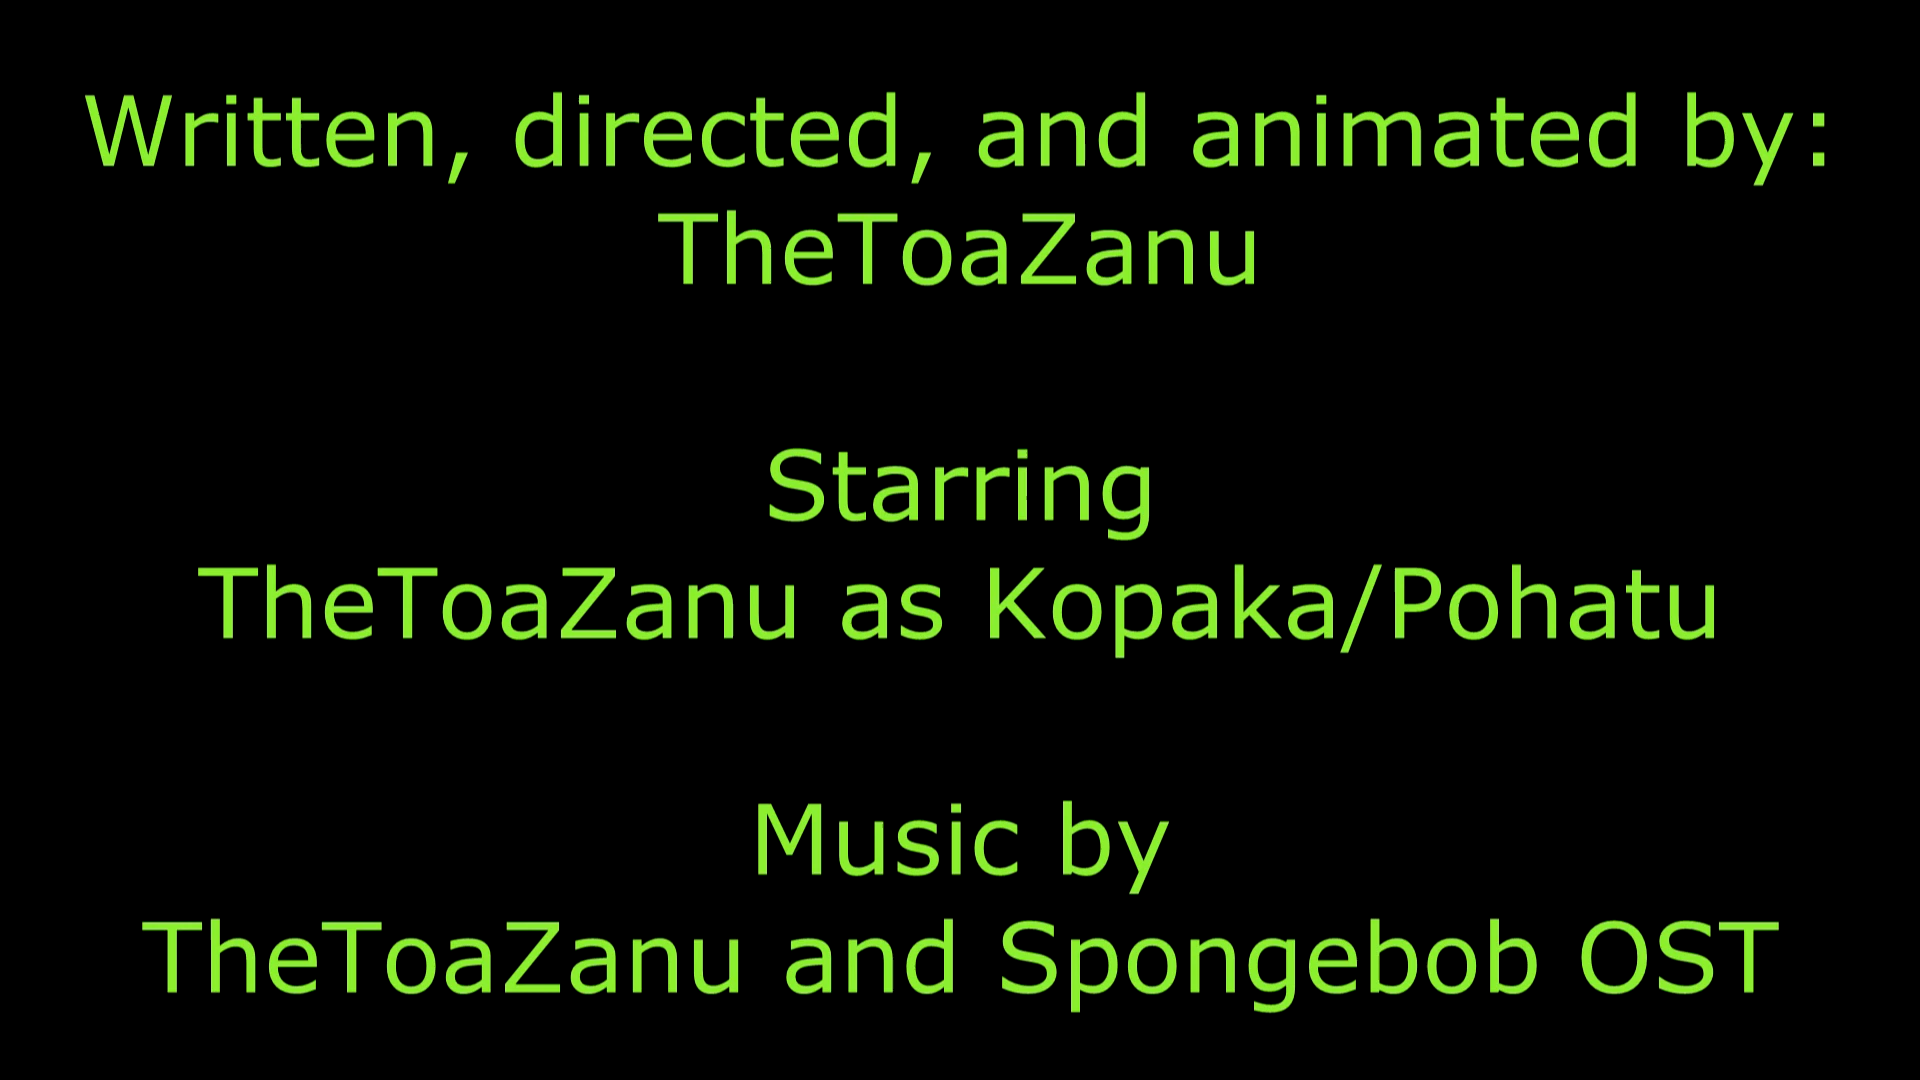 Written, directed, and animated by:
TheToaZanu
Starring
TheToaZanu as Kopaka/Pohatu
Music by
TheToaZanu and Spongebob OST